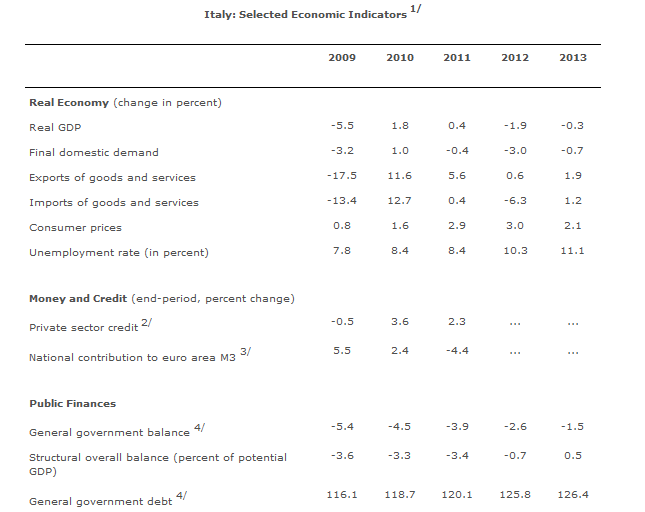 Italy: Selected Economic Indicators 1/
2009 2010 2011 2012 2013
Real Economy (change in percent)
Real GDP -5.5 1.8 0.4 -1.9 -0.3
Final domestic demand -3.2 1.0 -0.4 -3.0 -0.7
Exports of goods and services -17.5 11.6 5.6 0.6 1.9
Imports of goods and services -13.4 12.7 0.4 -6.3 1.2
Consumer prices 0.8 1.6 2.9 3.0 2.1
Unemployment rate (in percent) 7.8 8.4 8.4 10.3 11.1
Money and Credit (end-period, percent change)
Private sector credit 2/ -0.5 3.6 2.3 ... ...
National contribution to euro area M3 3/ 5.5 2.4 -4.4 ... ...
Public Finances
General government balance 4/ -5.4 -4.5 -3.9 -2.6 -1.5
Structural overall balance (percent of potential -3.6 -3.3 -3.4 -0.7 0.5
GDP)
General government debt 4/ 116.1 118.7 120.1 125.8 126.4